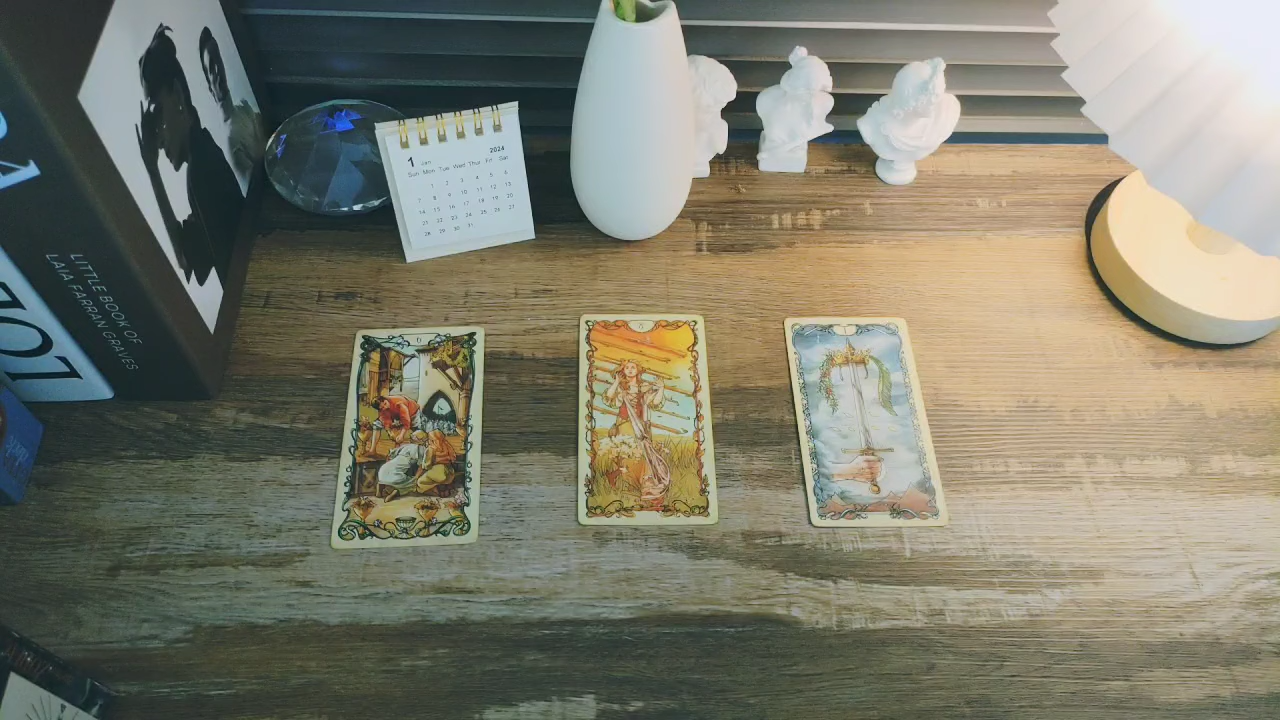 LITTLE BOOK OF
LAIA FARRAN GRAVES
1 Jan 2024
Sun Mon Tue Wed Thur Fri Sat
1 2 3 4 5 6
7 8 9 10 11 12 13
14 15 16 17 18 19 20
21 22 23 24 25 26 27
28 29 30 31